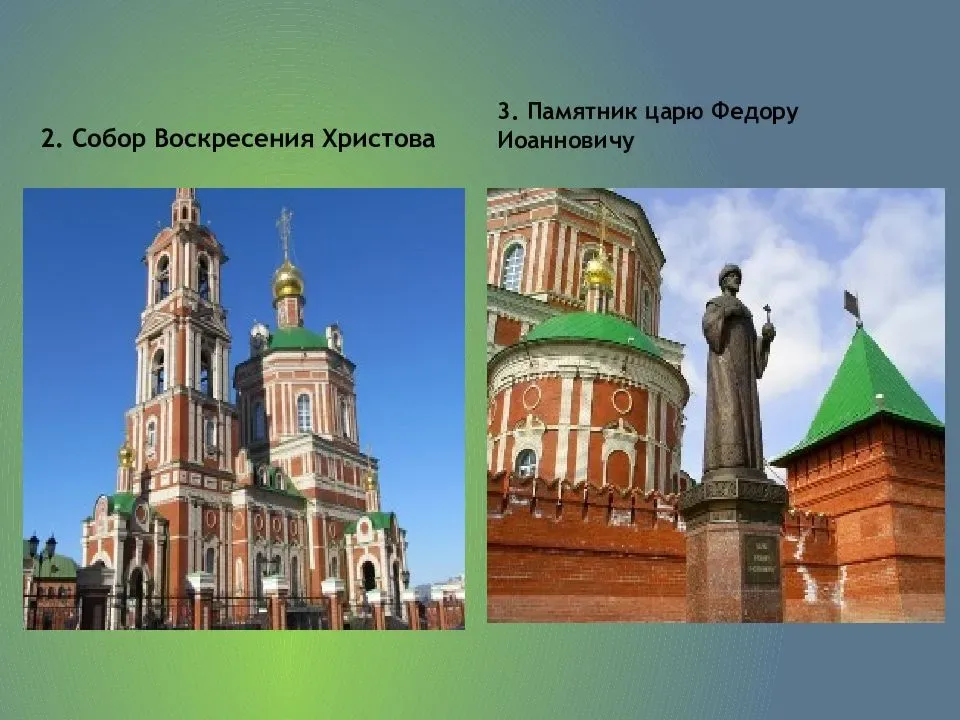 2. Собор Воскресения Христова
3. Памятник царю Федору
Иоанновичу